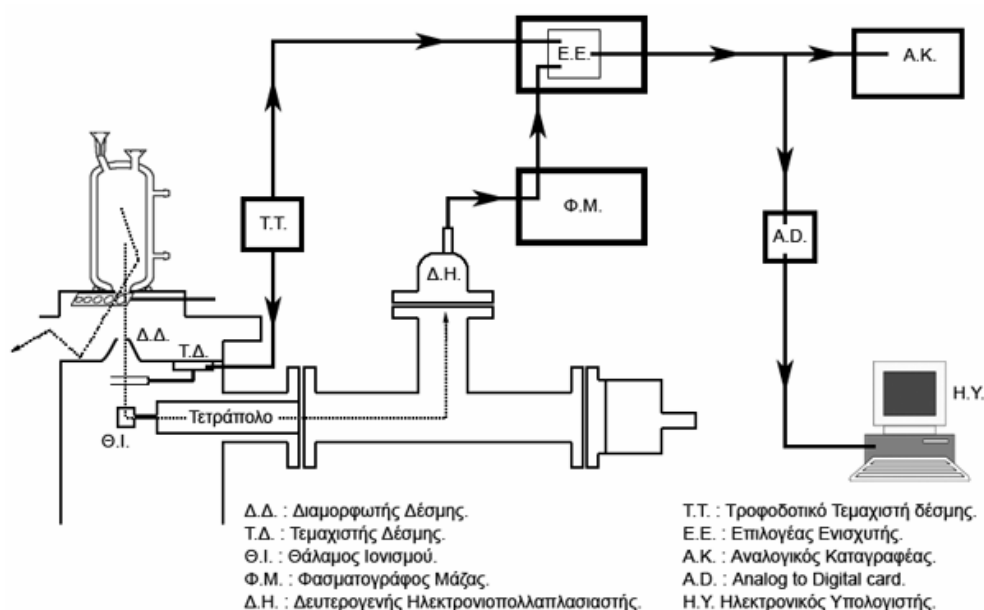 Ε.Ε.
Α.Κ.
Τ.Τ.
Φ.Μ.
A.D.
Δ.Η.
Δ.Δ.
Τ.Δ.
Τετράπολο
Θ.Ι.
Η.Υ.
Δ.Δ. : Διαμορφωτής Δέσμης.
Τ.Δ. : Τεμαχιστής Δέσμης.
Θ.Ι. : Θάλαμος Ιονισμού.
Φ.Μ. : Φασματογράφος Μάζας.
Δ.Η. : Δευτερογενής Ηλεκτρονιοπολλαπλασιαστής.
Τ.Τ. : Τροφοδοτικό Τεμαχιστή δέσμης.
Ε.Ε. : Επιλογέας Ενισχυτής.
Α.Κ. : Αναλογικός Καταγραφέας.
A.D. : Analog to Digital card.
Η.Υ. Ηλεκτρονικός Υπολογιστής.